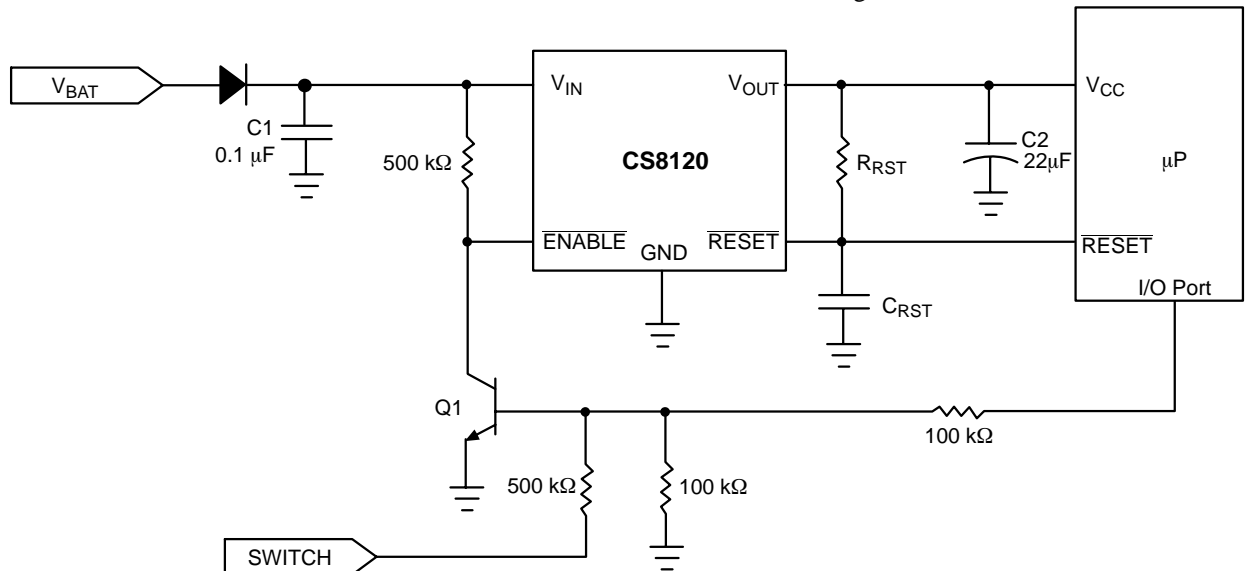 g
V_BAT
C1
0.1 μF
500 kΩ
V_IN
V_OUT
CS8120
ENABLE
RESET
GND
R_RST
C_RST
C2
22μF
V_CC
μP
RESET
I/O Port
Q1
500 kΩ
100 kΩ
100 kΩ
SWITCH